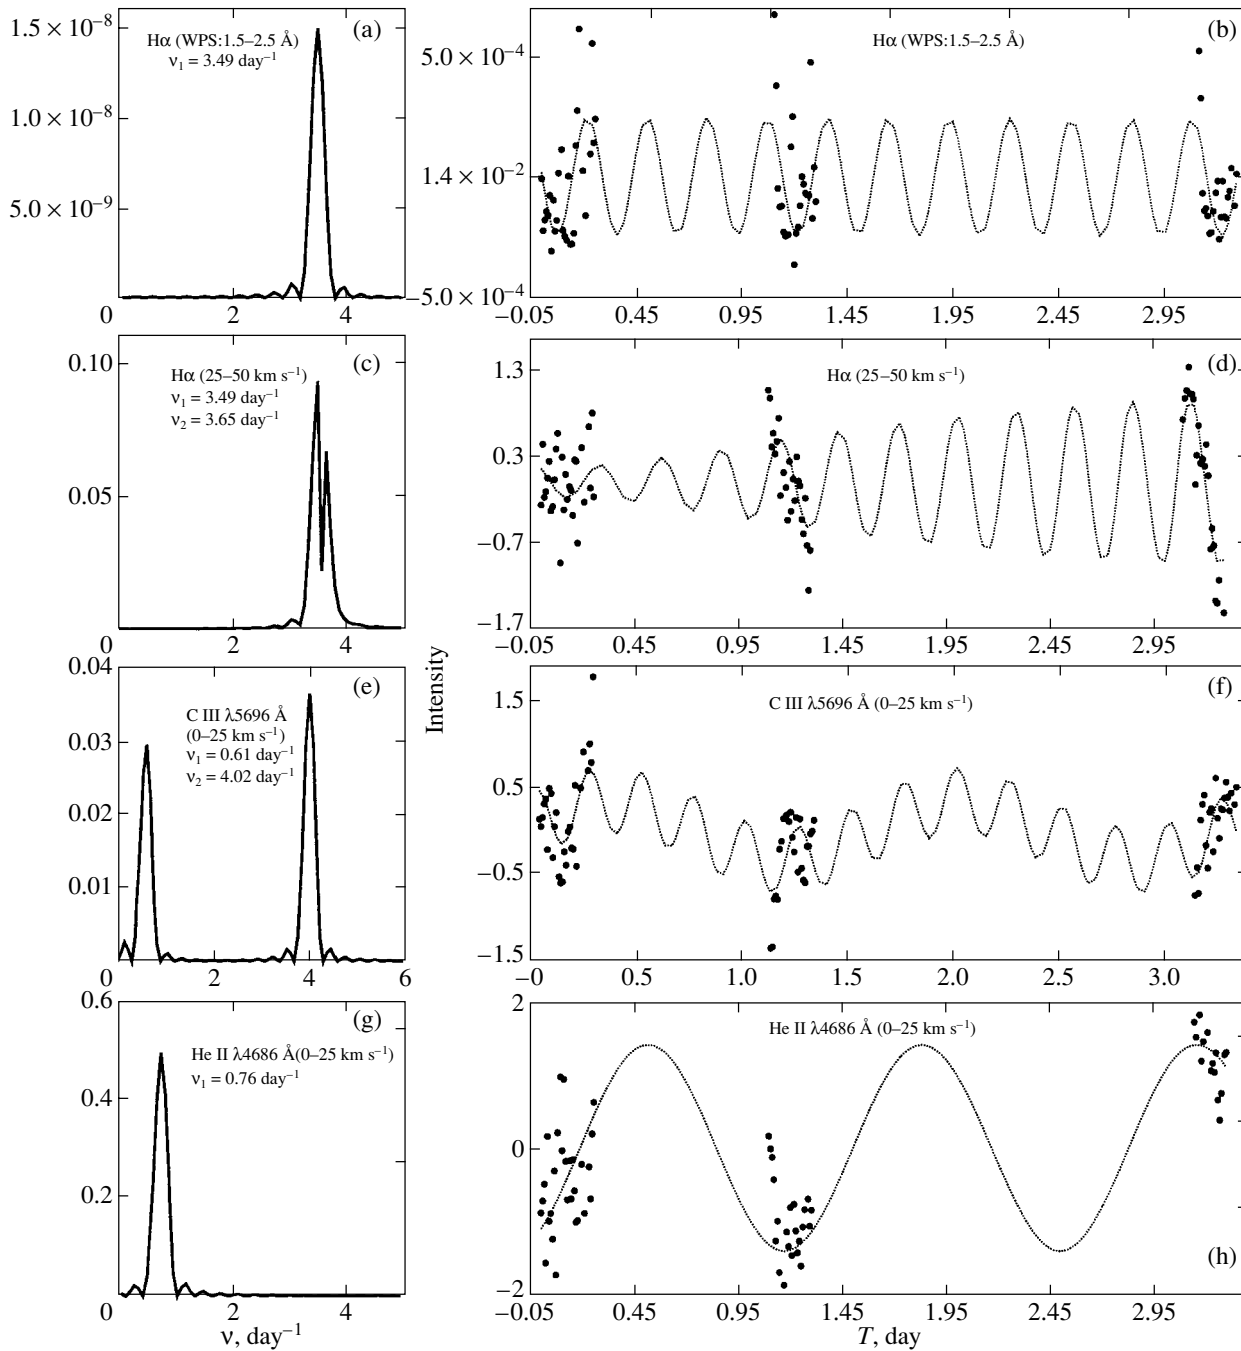 1.5 × 10⁻⁸
1.0 × 10⁻⁸
5.0 × 10⁻⁹
(a)
Hα (WPS:1.5–2.5 Å)
ν₁ = 3.49 day⁻¹
0 2 4
5.0 × 10⁻⁴
1.4 × 10⁻²
−5.0 × 10⁻⁴
(b)
Hα (WPS:1.5–2.5 Å)
−0.05 0.45 0.95 1.45 1.95 2.45 2.95
0.10
0.05
(c)
Hα (25–50 km s⁻¹)
ν₁ = 3.49 day⁻¹
ν₂ = 3.65 day⁻¹
0 2 4
1.3
0.3
−0.7
−1.7
(d)
Hα (25–50 km s⁻¹)
−0.05 0.45 0.95 1.45 1.95 2.45 2.95
Intensity
0.04
0.03
0.02
0.01
(e)
C III λ5696 Å
(0–25 km s⁻¹)
ν₁ = 0.61 day⁻¹
ν₂ = 4.02 day⁻¹
0 2 4 6
1.5
0.5
−0.5
−1.5
(f)
C III λ5696 Å (0–25 km s⁻¹)
−0 0.5 1.0 1.5 2.0 2.5 3.0
0.6
0.4
0.2
(g)
He II λ4686 Å(0–25 km s⁻¹)
ν₁ = 0.76 day⁻¹
0 2 4
ν, day⁻¹
2
0
−2
He II λ4686 Å (0–25 km s⁻¹)
(h)
−0.05 0.45 0.95 1.45 1.95 2.45 2.95
T, day